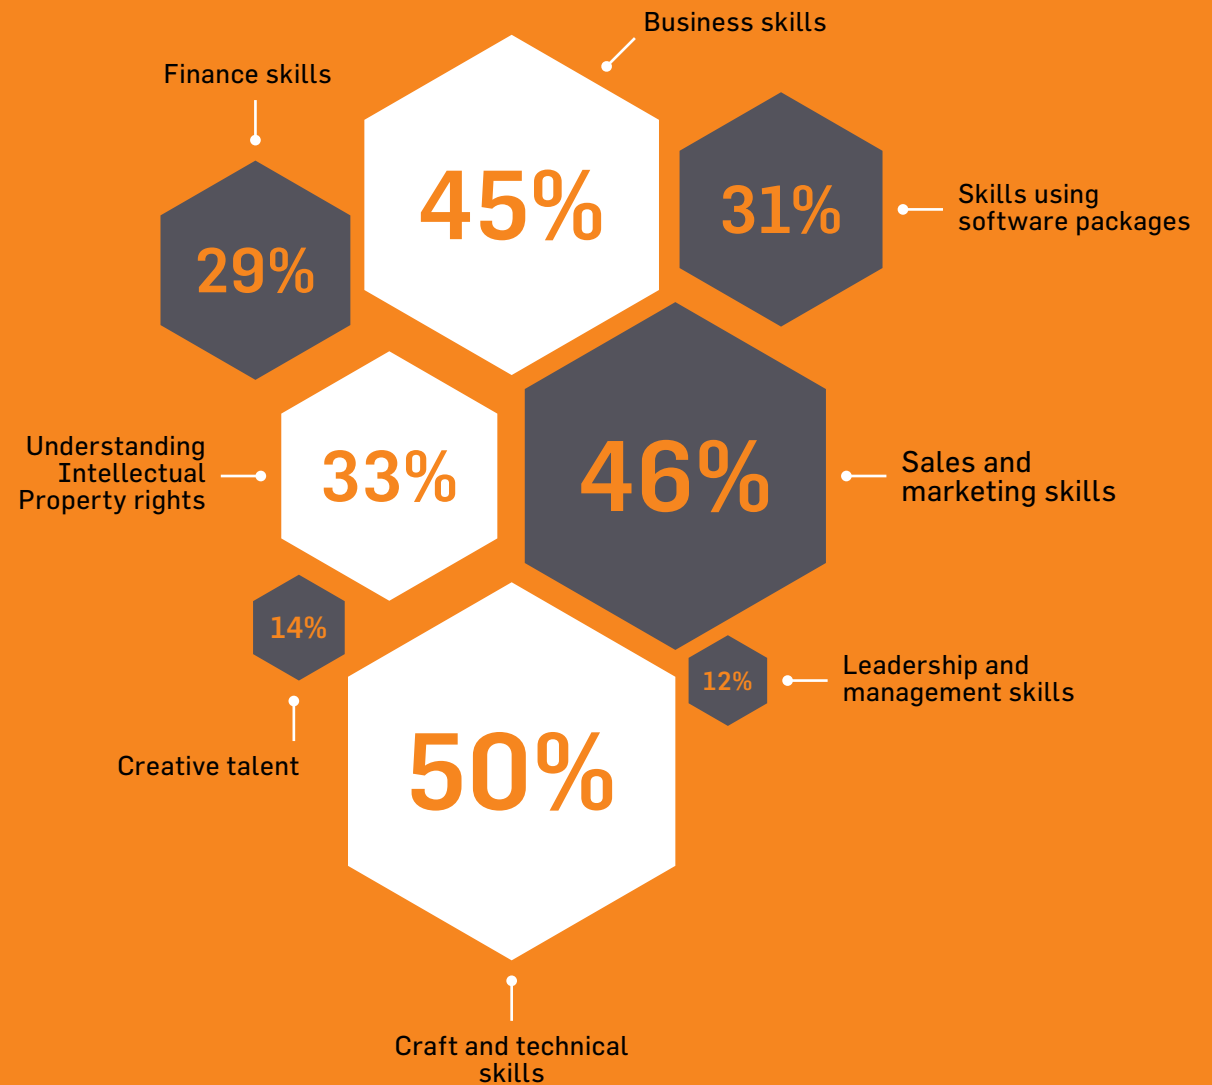 Business skills
Finance skills
45%
31%
Skills using
software packages
29%
Understanding
Intellectual
Property rights
33%
46%
Sales and
marketing skills
14%
Creative talent
12%
Leadership and
management skills
50%
Craft and technical
skills